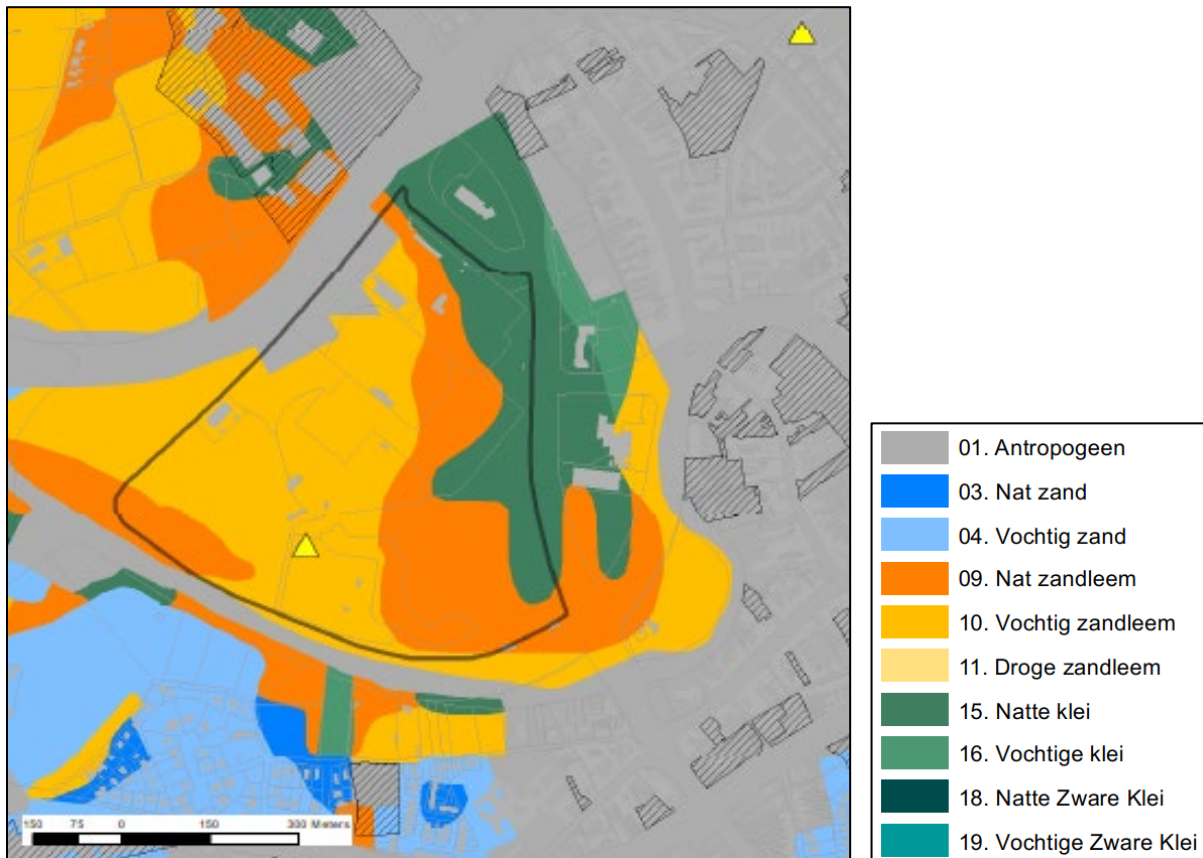 150 75 0 150 300 Meters
01. Antropogeen
03. Nat zand
04. Vochtig zand
09. Nat zandleem
10. Vochtig zandleem
11. Droge zandleem
15. Natte klei
16. Vochtige klei
18. Natte Zware Klei
19. Vochtige Zware Klei